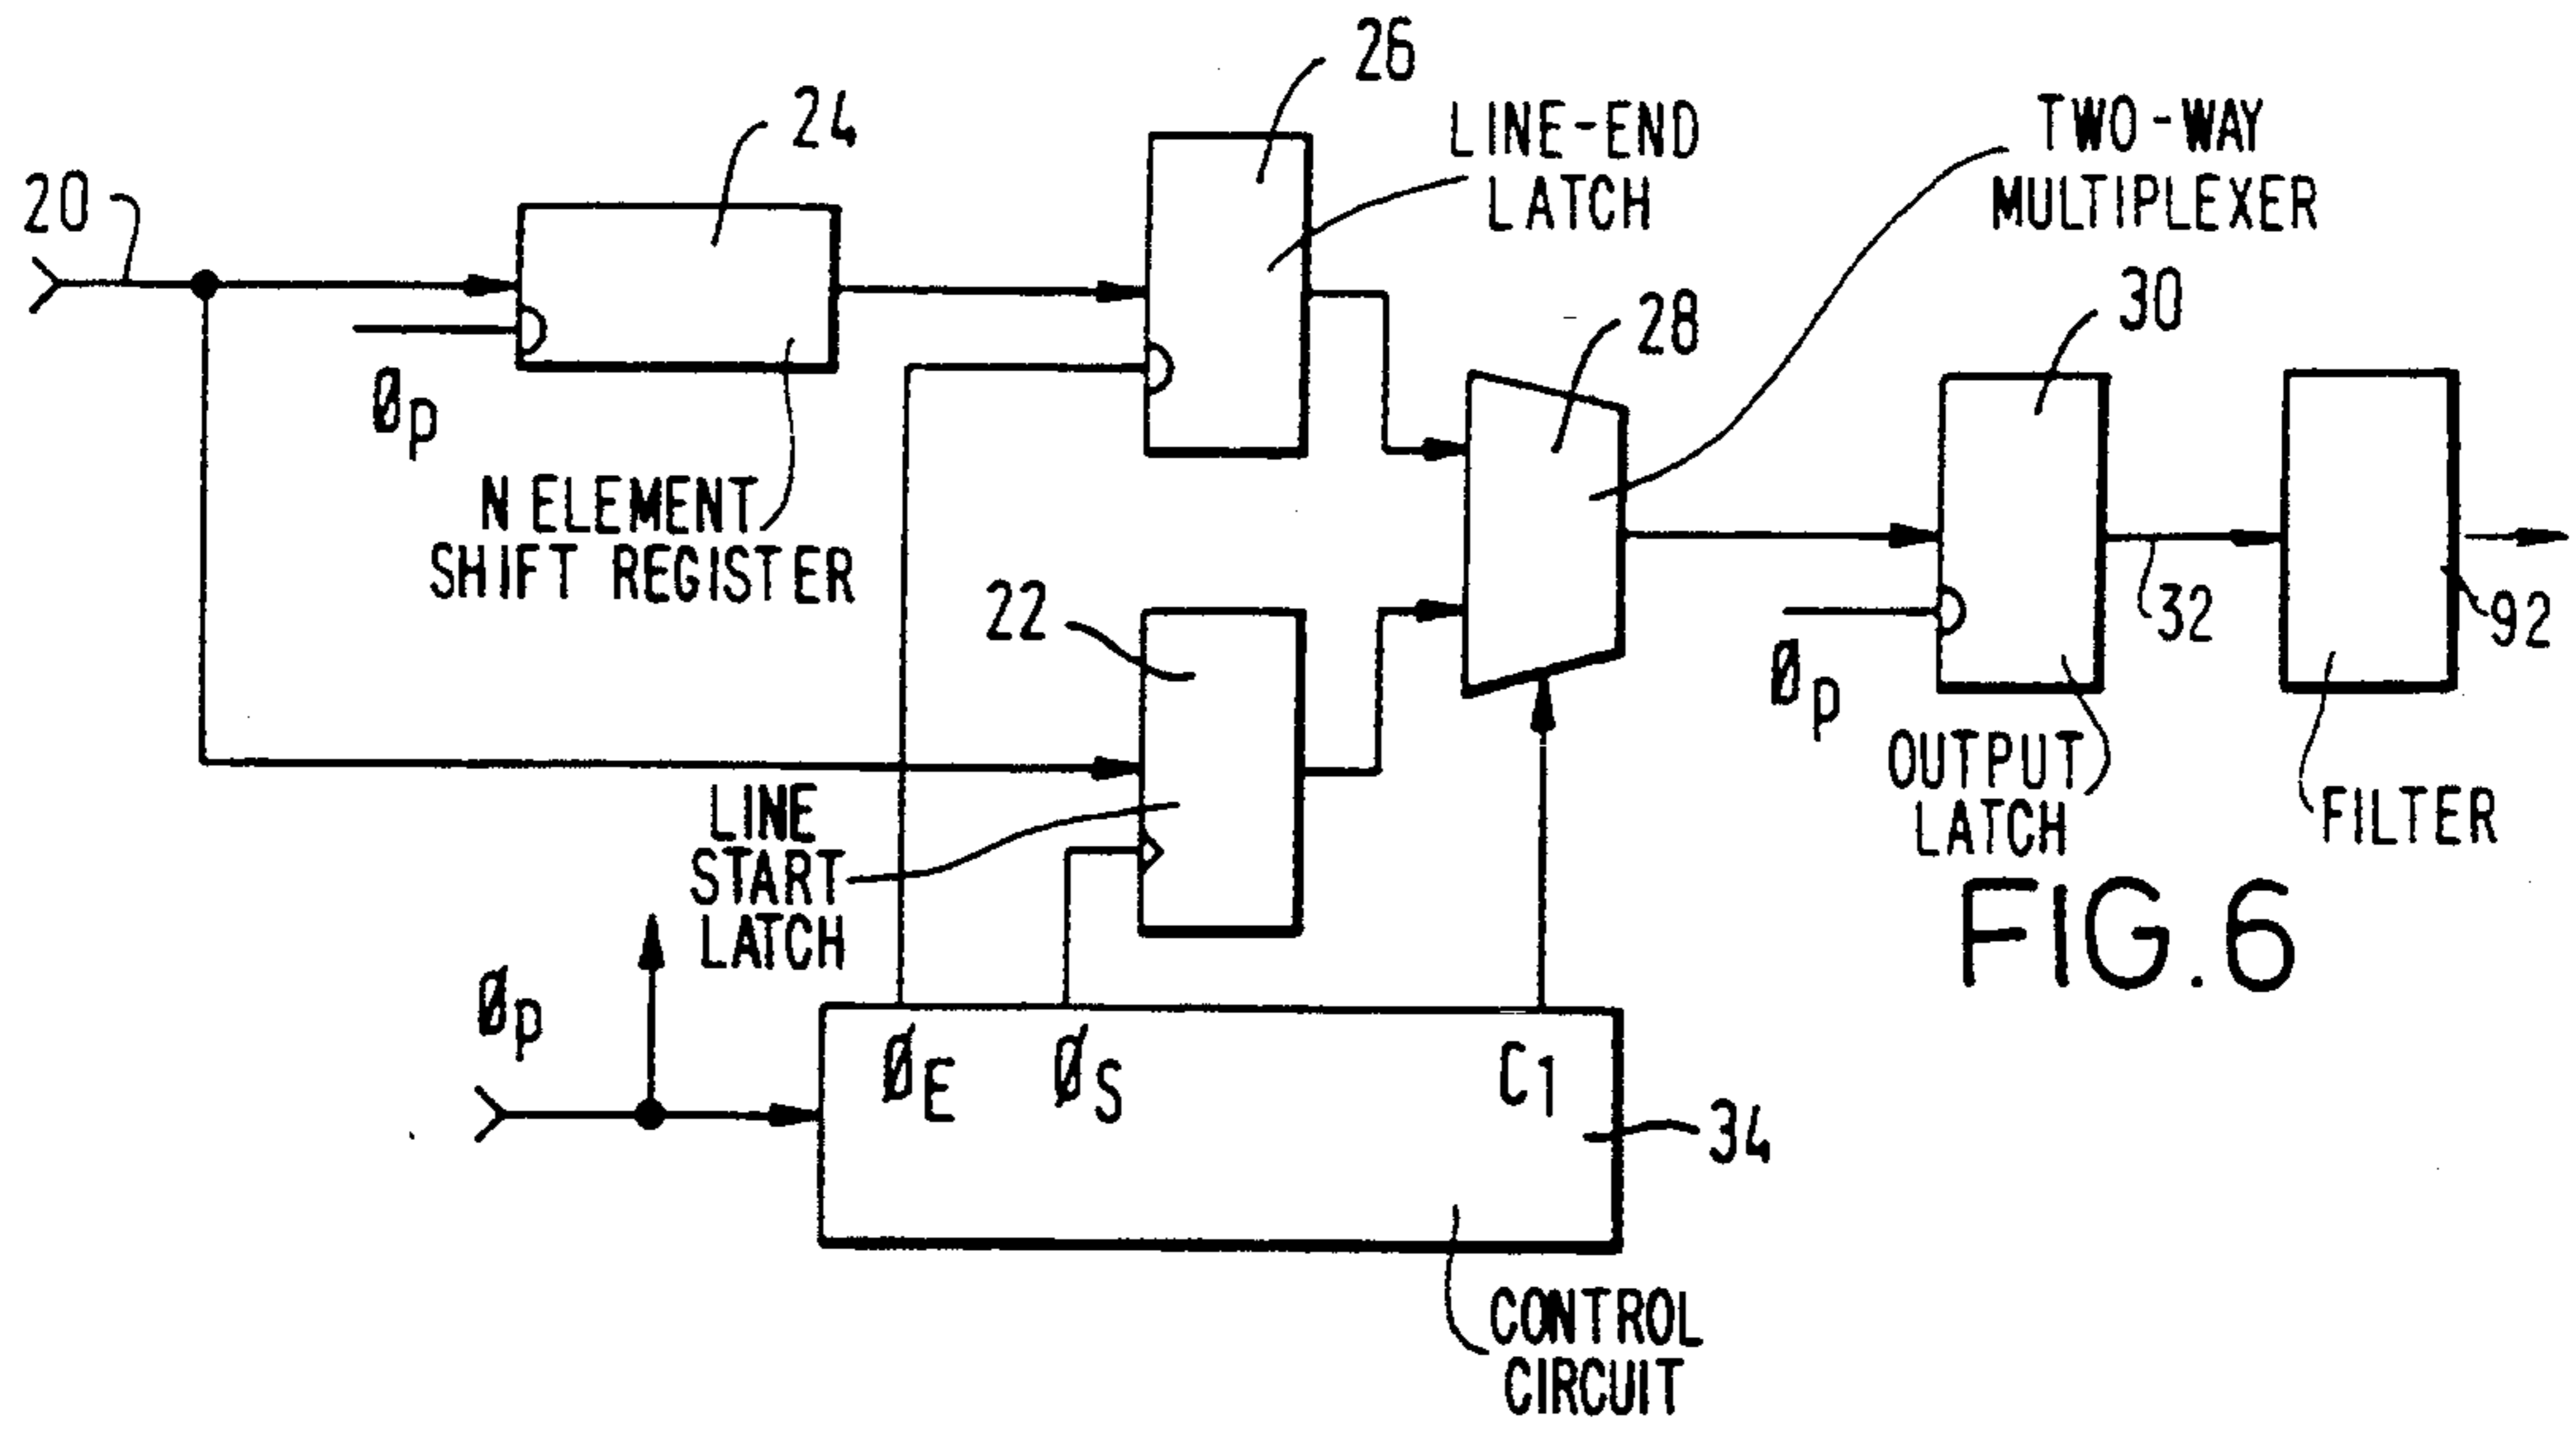 26
24
LINE-END
LATCH
TWO-WAY
MULTIPLEXER
20
30
28
Øp
N ELEMENT
SHIFT REGISTER
22
32
92
Øp
OUTPUT
LATCH
FILTER
LINE
START
LATCH
FIG.6
Øp
ØE
ØS
C1
34
CONTROL
CIRCUIT